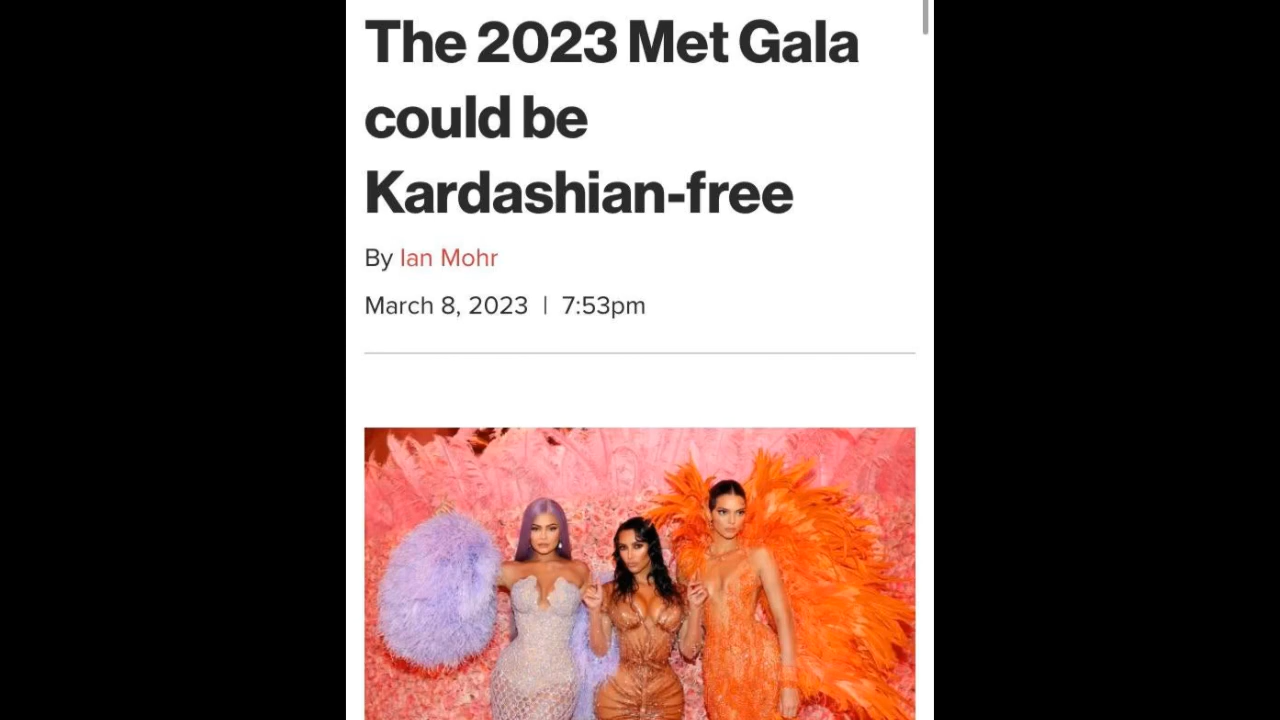 The 2023 Met Gala
could be
Kardashian-free
By Ian Mohr
March 8, 2023 | 7:53pm